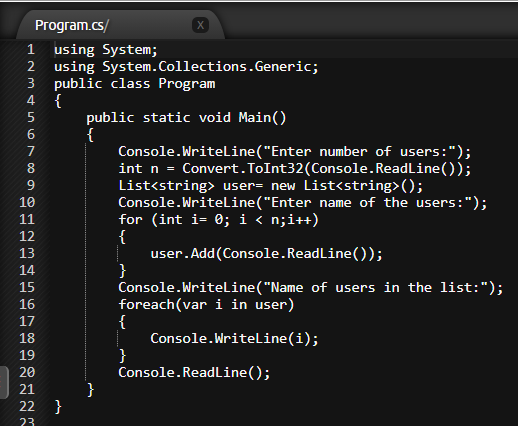 Program.cs/ x
1 using System;
2 using System.Collections.Generic;
3 public class Program
4 {
5     public static void Main()
6     {
7         Console.WriteLine("Enter number of users:");
8         int n = Convert.ToInt32(Console.ReadLine());
9         List<string> user= new List<string>();
10         Console.WriteLine("Enter name of the users:");
11         for (int i= 0; i < n;i++)
12         {
13             user.Add(Console.ReadLine());
14         }
15         Console.WriteLine("Name of users in the list:");
16         foreach(var i in user)
17         {
18             Console.WriteLine(i);
19         }
20         Console.ReadLine();
21     }
22 }
23